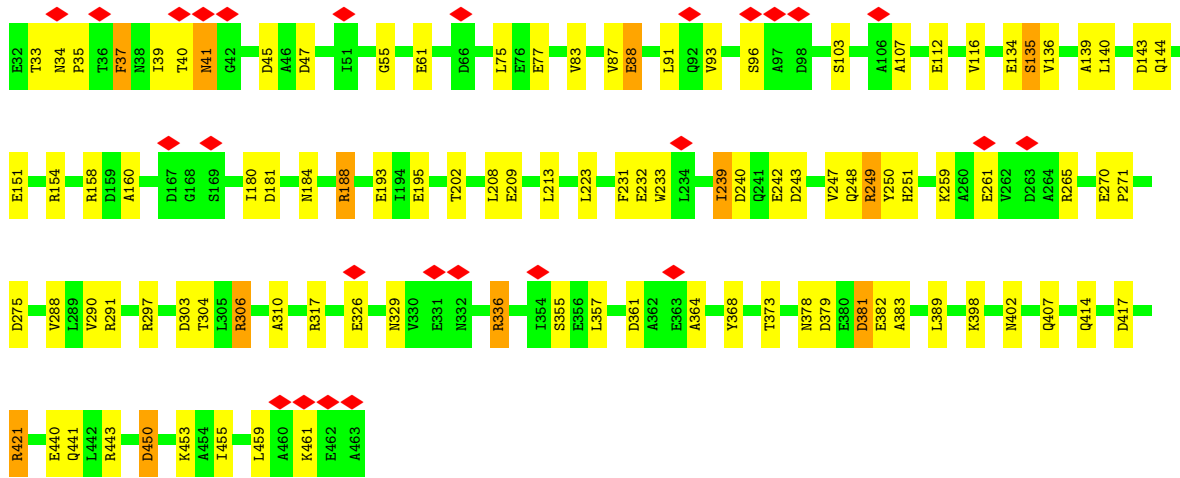 E32 T33 N34 P35 T36 F37 N38 I39 T40 N41 G42 D45 A46 D47 I51 G55 E61 D66 L75 E76 E77 V83 V87 E88 L91 Q92 V93 S96 A97 D98 S103 A106 A107 E112 V116 E134 S135 V136 A139 L140 D143 Q144
E151 R154 R158 D159 A160 D167 G168 S169 I180 D181 N184 R188 E193 I194 E195 T202 L208 E209 L213 L223 F231 E232 W233 L234 I239 D240 Q241 E242 D243 V247 Q248 R249 Y250 H251 K259 A260 E261 V262 D263 A264 R265 E270 P271
D275 V288 L289 V290 R291 R297 D303 T304 L305 R306 A310 R317 E326 N329 V330 E331 N332 R336 I354 S355 E356 L357 D361 A362 E363 A364 Y368 T373 N378 D379 E380 D381 E382 A383 L389 K398 N402 Q407 Q414 D417
R421 E440 Q441 L442 R443 D450 K453 A454 I455 L459 A460 K461 E462 A463